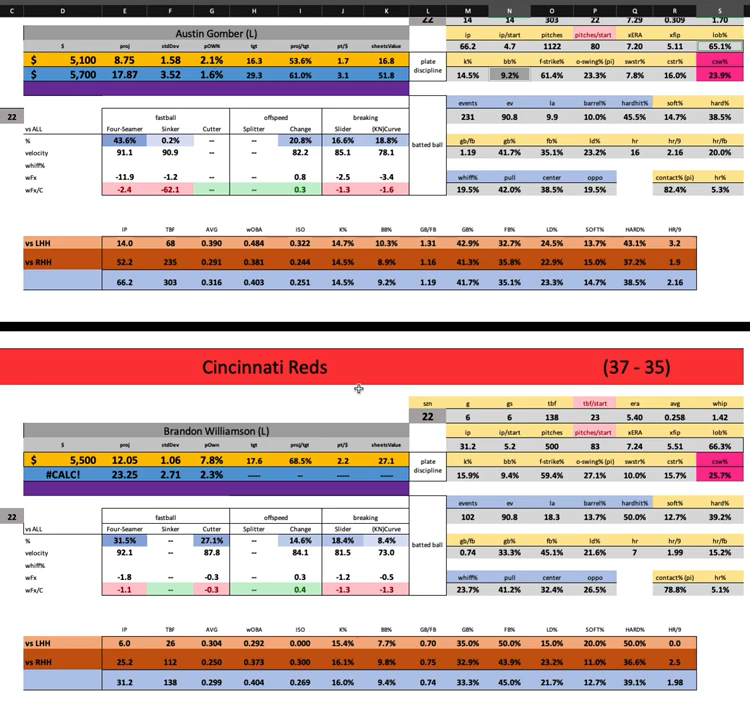 C D E F G H I J K L M N O P Q R S
22 14 14 303 22 7.29 0.309 1.70
Austin Gomber (L) ip ip/start pitches pitches/start xERA xfip lob%
66.2 4.7 1122 80 7.20 5.11 65.1%
$ proj stdDev pOWN tgt proj/tgt pt/$ sheetsValue
$ 5,100 8.75 1.58 2.1% 16.3 53.6% 1.7 16.8 plate discipline k% bb% f-strike% o-swing% (pi) swstr% cstr% csw%
$ 5,700 17.87 3.52 1.6% 29.3 61.0% 3.1 51.8 14.5% 9.2% 61.4% 23.3% 7.8% 16.0% 23.9%
events ev la barrel% hardhit% soft% hard%
22 fastball offspeed breaking 231 90.8 9.9 10.0% 45.5% 14.7% 38.5%
vs ALL Four-Seamer Sinker Cutter Splitter Change Slider (KN)Curve
% 43.6% 0.2% -- -- 20.8% 16.6% 18.8% batted ball gb/fb gb% fb% ld% hr hr/9 hr/fb
velocity 91.1 90.9 82.2 85.1 78.1 1.19 41.7% 35.1% 23.2% 16 2.16 20.0%
whiff%
wFx -11.9 -1.2 0.8 -2.5 -3.4 whiff% pull center oppo contact% (pi) hr%
wFx/C -2.4 -62.1 -- -- 0.3 -1.3 -1.6 19.5% 42.0% 38.5% 19.5% 82.4% 5.3%
IP TBF AVG wOBA ISO K% BB% GB/FB GB% FB% LD% SOFT% HARD% HR/9
vs LHH 14.0 68 0.390 0.484 0.322 14.7% 10.3% 1.31 42.9% 32.7% 24.5% 13.7% 43.1% 3.2
vs RHH 52.2 235 0.291 0.381 0.244 14.5% 8.9% 1.16 41.3% 35.8% 22.9% 15.0% 37.2% 1.9
66.2 303 0.316 0.403 0.251 14.5% 9.2% 1.19 41.7% 35.1% 23.3% 14.7% 38.5% 2.16
Cincinnati Reds (37 - 35)
szn g gs tbf tbf/start era avg whip
22 6 6 138 23 5.40 0.258 1.42
Brandon Williamson (L) ip ip/start pitches pitches/start xERA xfip lob%
$ proj stdDev pOwn tgt proj/tgt pt/$ sheetsValue 31.2 5.2 500 83 7.24 5.51 66.3%
$ 5,500 12.05 1.06 7.8% 17.6 68.5% 2.2 27.1 plate discipline k% bb% f-strike% o-swing% (pi) swstr% cstr% csw%
#CALC! 23.25 2.71 2.3% ---- -- ---- ---- 15.9% 9.4% 59.4% 27.1% 10.0% 15.7% 25.7%
events ev la barrel% hardhit% soft% hard%
22 fastball offspeed breaking 102 90.8 18.3 13.7% 50.0% 12.7% 39.2%
vs ALL Four-Seamer Sinker Cutter Splitter Change Slider (KN)Curve
% 31.5% -- 27.1% -- 14.6% 18.4% 8.4% batted ball gb/fb gb% fb% ld% hr hr/9 hr/fb
velocity 92.1 87.8 84.1 81.5 73.0 0.74 33.3% 45.1% 21.6% 7 1.99 15.2%
whiff%
wFx -1.8 -0.3 0.3 -1.2 -0.5 whiff% pull center oppo contact% (pi) hr%
wFx/C -1.1 -- -0.3 -- 0.4 -1.3 -1.3 23.7% 41.2% 32.4% 26.5% 78.8% 5.1%
IP TBF AVG wOBA ISO K% BB% GB/FB GB% FB% LD% SOFT% HARD% HR/9
vs LHH 6.0 26 0.304 0.292 0.000 15.4% 7.7% 0.70 35.0% 50.0% 15.0% 20.0% 50.0% 0.0
vs RHH 25.2 112 0.250 0.373 0.300 16.1% 9.8% 0.75 32.9% 43.9% 23.2% 11.0% 36.6% 2.5
31.2 138 0.299 0.404 0.269 16.0% 9.4% 0.74 33.3% 45.0% 21.7% 12.7% 39.1% 1.98